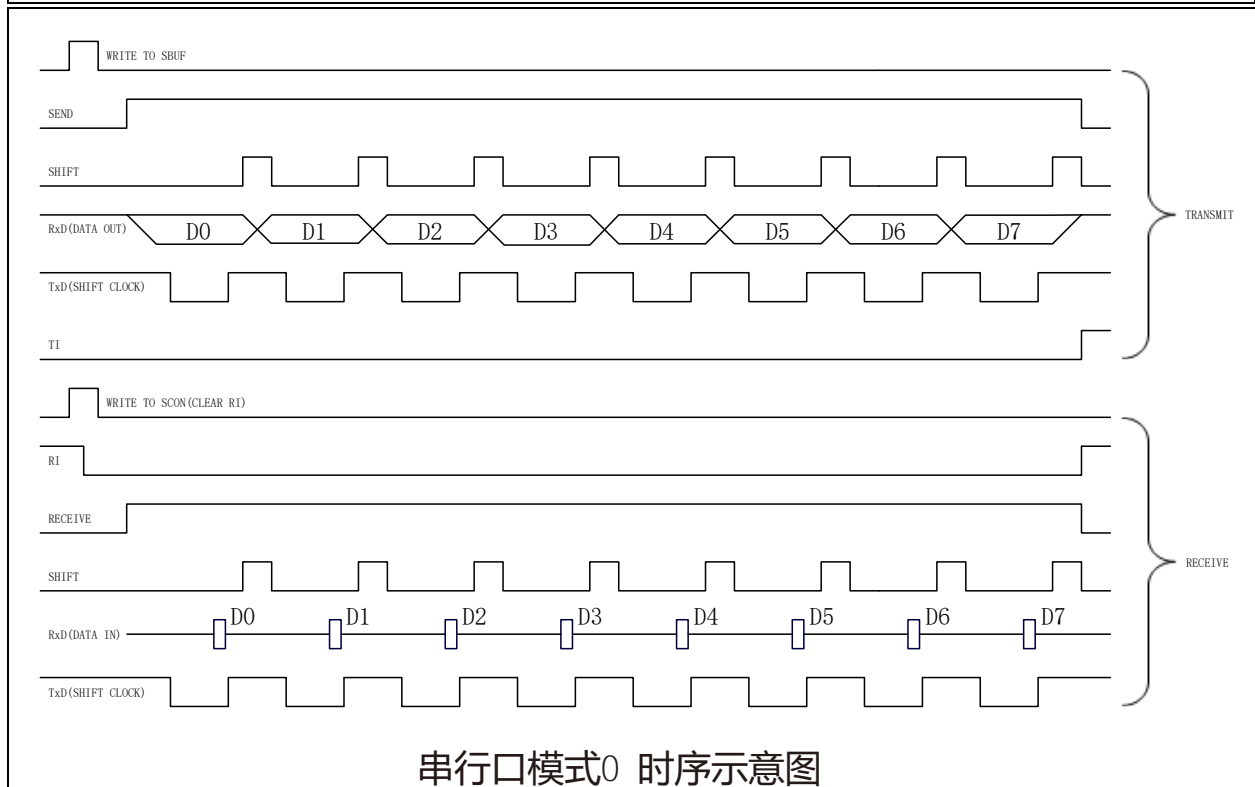 WRITE TO SBUF
SEND
SHIFT
RxD(DATA OUT) D0 D1 D2 D3 D4 D5 D6 D7
TRANSMIT
TxD(SHIFT CLOCK)
TI
WRITE TO SCON(CLEAR RI)
RI
RECEIVE
SHIFT
RECEIVE
RxD(DATA IN) D0 D1 D2 D3 D4 D5 D6 D7
TxD(SHIFT CLOCK)
串行口模式0 时序示意图